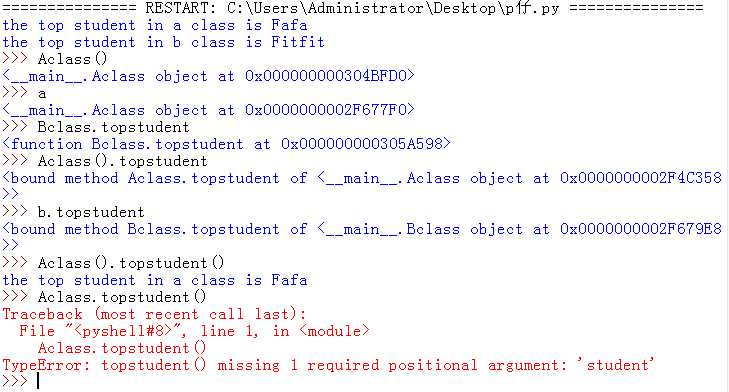 =============== RESTART: C:\Users\Administrator\Desktop\p仔.py ===============
the top student in a class is Fafa
the top student in b class is Fitfit
>>> Aclass()
<__main__.Aclass object at 0x000000000304BFD0>
>>> a
<__main__.Aclass object at 0x0000000002F677F0>
>>> Bclass.topstudent
<function Bclass.topstudent at 0x000000000305A598>
>>> Aclass().topstudent
<bound method Aclass.topstudent of <__main__.Aclass object at 0x0000000002F4C358
>>
>>> b.topstudent
<bound method Bclass.topstudent of <__main__.Bclass object at 0x0000000002F679E8
>>
>>> Aclass().topstudent()
the top student in a class is Fafa
>>> Aclass.topstudent()
Traceback (most recent call last):
  File "<pyshell#8>", line 1, in <module>
    Aclass.topstudent()
TypeError: topstudent() missing 1 required positional argument: 'student'
>>>